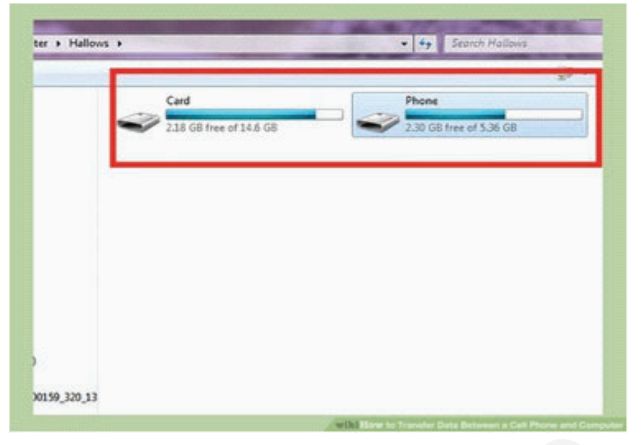 ter ▸ Hallows ▸
Search Hallows
Card
2.18 GB free of 14.6 GB
Phone
2.30 GB free of 5.36 GB
)
00159_320_13
wikiHow to Transfer Data Between a Cell Phone and Computer